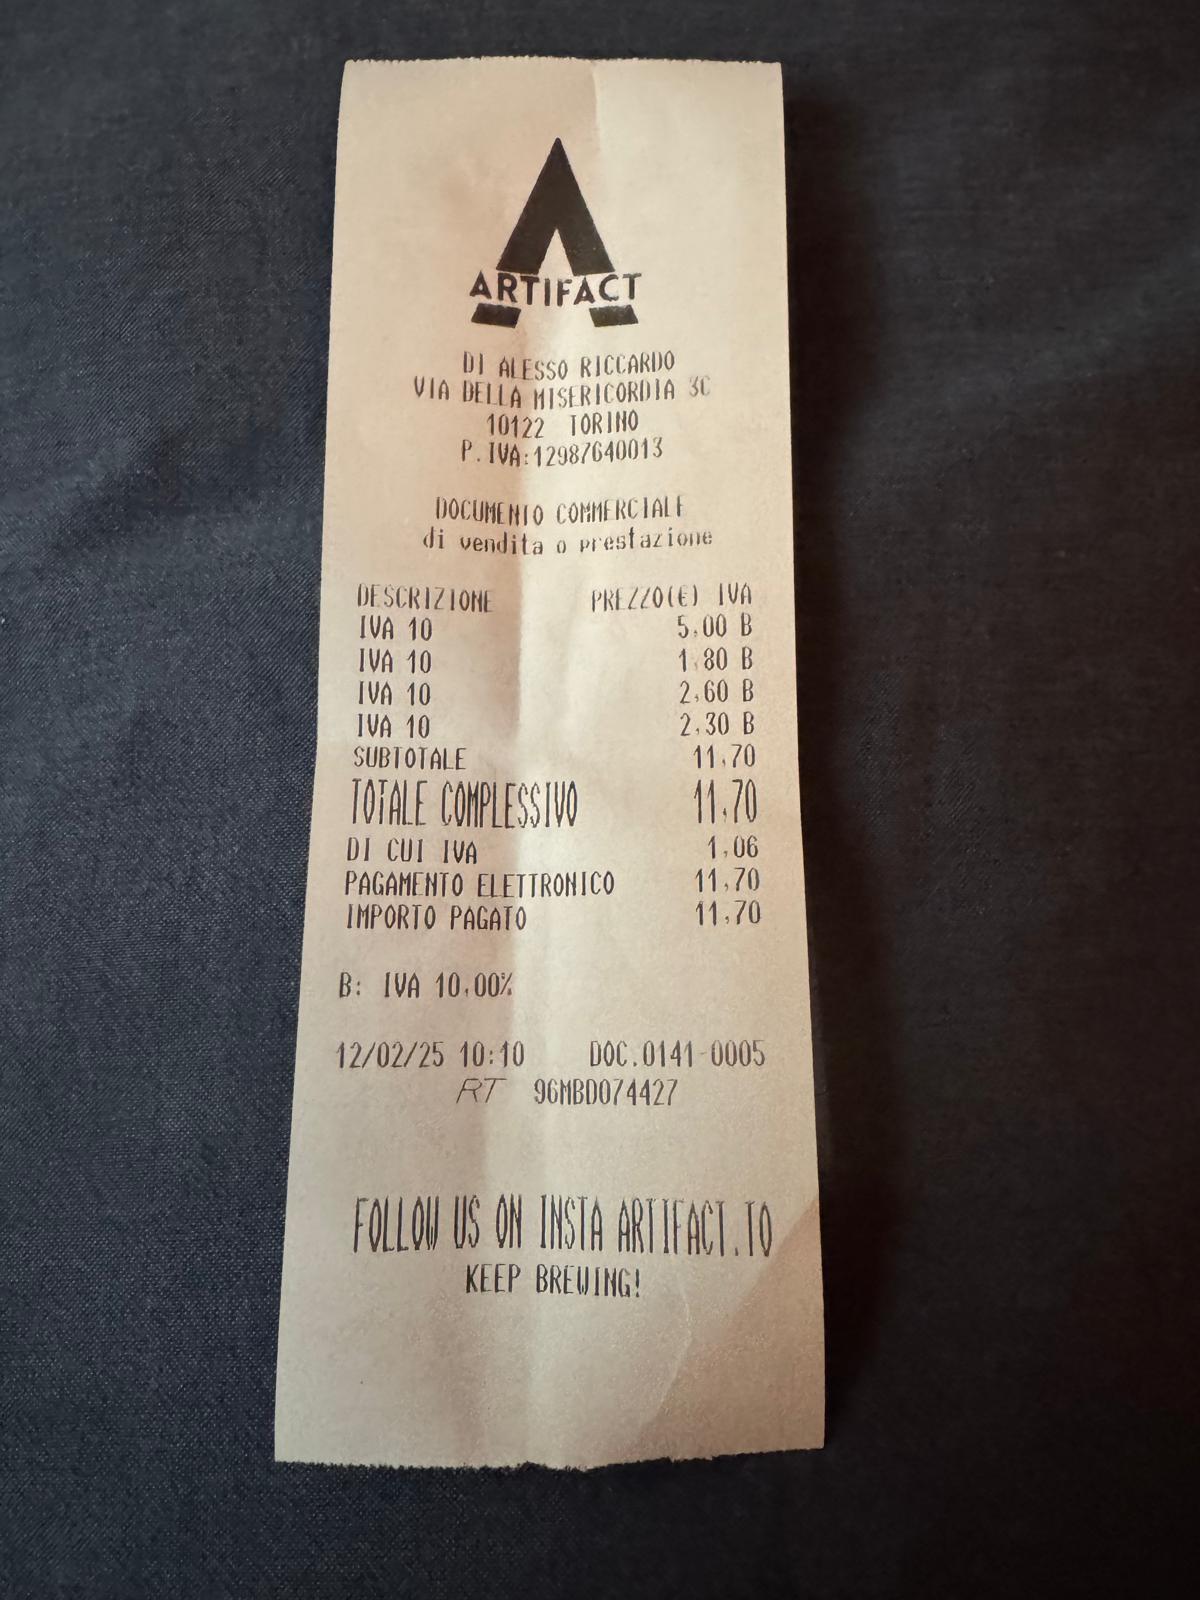 ARTIFACT
DI ALESSO RICCARDO
VIA DELLA MISERICORDIA 3C
10122 TORINO
P.IVA:12987640013
DOCUMENTO COMMERCIALE
di vendita o prestazione
DESCRIZIONE PREZZO(€) IVA
IVA 10 5,00 B
IVA 10 1,80 B
IVA 10 2,60 B
IVA 10 2,30 B
SUBTOTALE 11,70
TOTALE COMPLESSIVO 11,70
DI CUI IVA 1,06
PAGAMENTO ELETTRONICO 11,70
IMPORTO PAGATO 11,70
B: IVA 10,00%
12/02/25 10:10 DOC.0141-0005
RT 96MBD074427
FOLLOW US ON INSTA ARTIFACT.TO
KEEP BREWING!